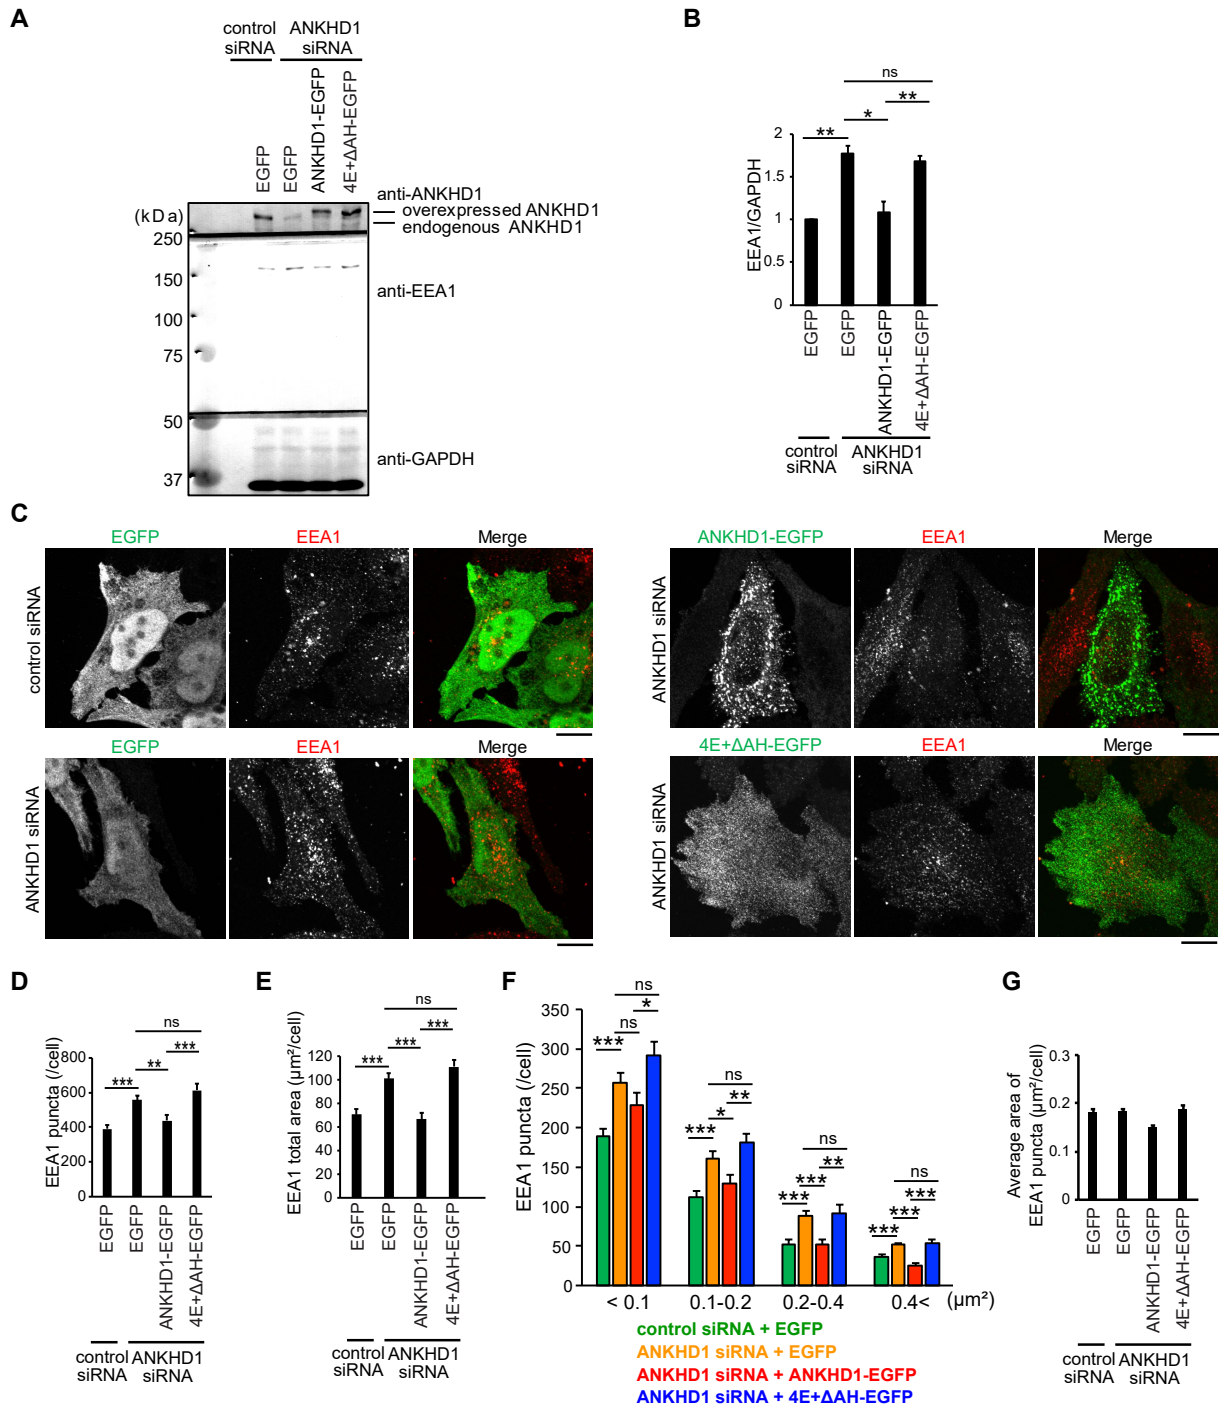 A
control siRNA
ANKHD1 siRNA
EGFP
EGFP
ANKHD1-EGFP
4E+ΔAH-EGFP
(kDa)
250
150
100
75
50
37
anti-ANKHD1
overexpressed ANKHD1
endogenous ANKHD1
anti-EEA1
anti-GAPDH
B
ns
**
*
**
EEA1/GAPDH
2
1.5
1
0.5
0
EGFP
EGFP
ANKHD1-EGFP
4E+ΔAH-EGFP
control siRNA
ANKHD1 siRNA
C
EGFP
EEA1
Merge
control siRNA
EGFP
EEA1
Merge
ANKHD1 siRNA
ANKHD1-EGFP
EEA1
Merge
ANKHD1 siRNA
4E+ΔAH-EGFP
EEA1
Merge
ANKHD1 siRNA
D
ns
***
**
***
EEA1 puncta (/cell)
800
600
400
200
0
EGFP
EGFP
ANKHD1-EGFP
4E+ΔAH-EGFP
control siRNA
ANKHD1 siRNA
E
ns
***
***
***
EEA1 total area (µm²/cell)
120
100
80
60
40
20
0
EGFP
EGFP
ANKHD1-EGFP
4E+ΔAH-EGFP
control siRNA
ANKHD1 siRNA
F
EEA1 puncta (/cell)
350
300
250
200
150
100
50
0
ns
*
ns
***
ns
**
*
***
ns
**
***
***
ns
***
***
***
< 0.1
0.1-0.2
0.2-0.4
0.4<
(µm²)
control siRNA + EGFP
ANKHD1 siRNA + EGFP
ANKHD1 siRNA + ANKHD1-EGFP
ANKHD1 siRNA + 4E+ΔAH-EGFP
G
Average area of
EEA1 puncta (µm²/cell)
0.3
0.2
0.1
0
EGFP
EGFP
ANKHD1-EGFP
4E+ΔAH-EGFP
control siRNA
ANKHD1 siRNA